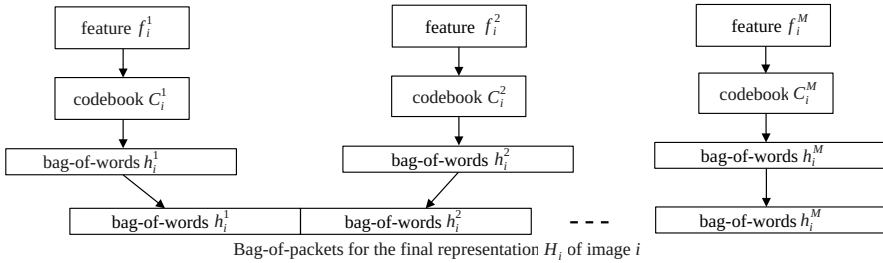 feature f_i^1 feature f_i^2 feature f_i^M
codebook C_i^1 codebook C_i^2 codebook C_i^M
bag-of-words h_i^1 bag-of-words h_i^2 bag-of-words h_i^M
bag-of-words h_i^1 bag-of-words h_i^2 --- bag-of-words h_i^M
Bag-of-packets for the final representation H_i of image i